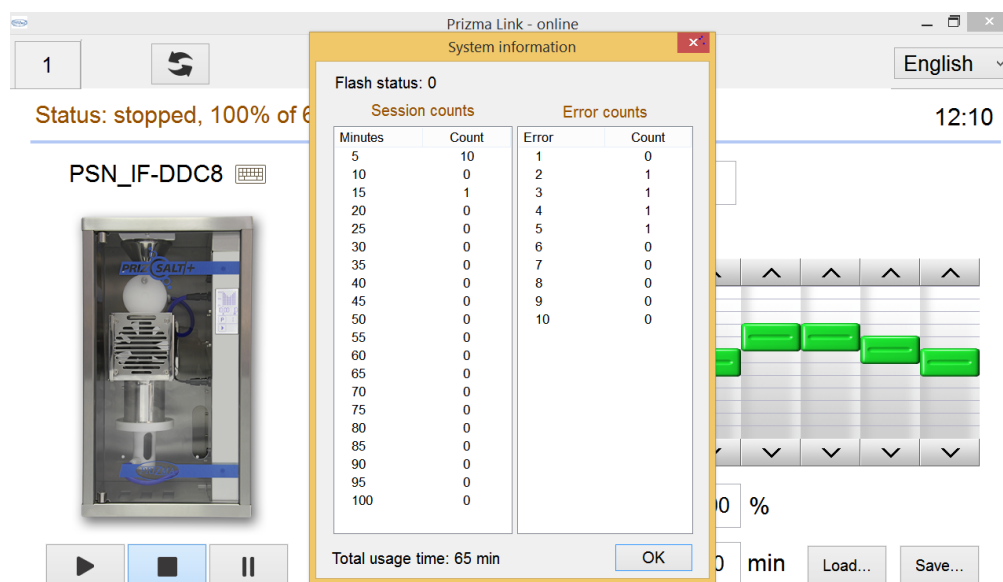 Prizma Link - online
System information
1
English
Flash status: 0
Status: stopped, 100% of
12:10
Session counts Error counts
Minutes Count Error Count
5 10 1 0
10 0 2 1
15 1 3 1
20 0 4 1
25 0 5 1
30 0 6 0
35 0 7 0
40 0 8 0
45 0 9 0
50 0 10 0
55 0
60 0
65 0
70 0
75 0
80 0
85 0
90 0
95 0
100 0
Total usage time: 65 min
OK
PSN_IF-DDC8
SALT+
%
min
Load...
Save...